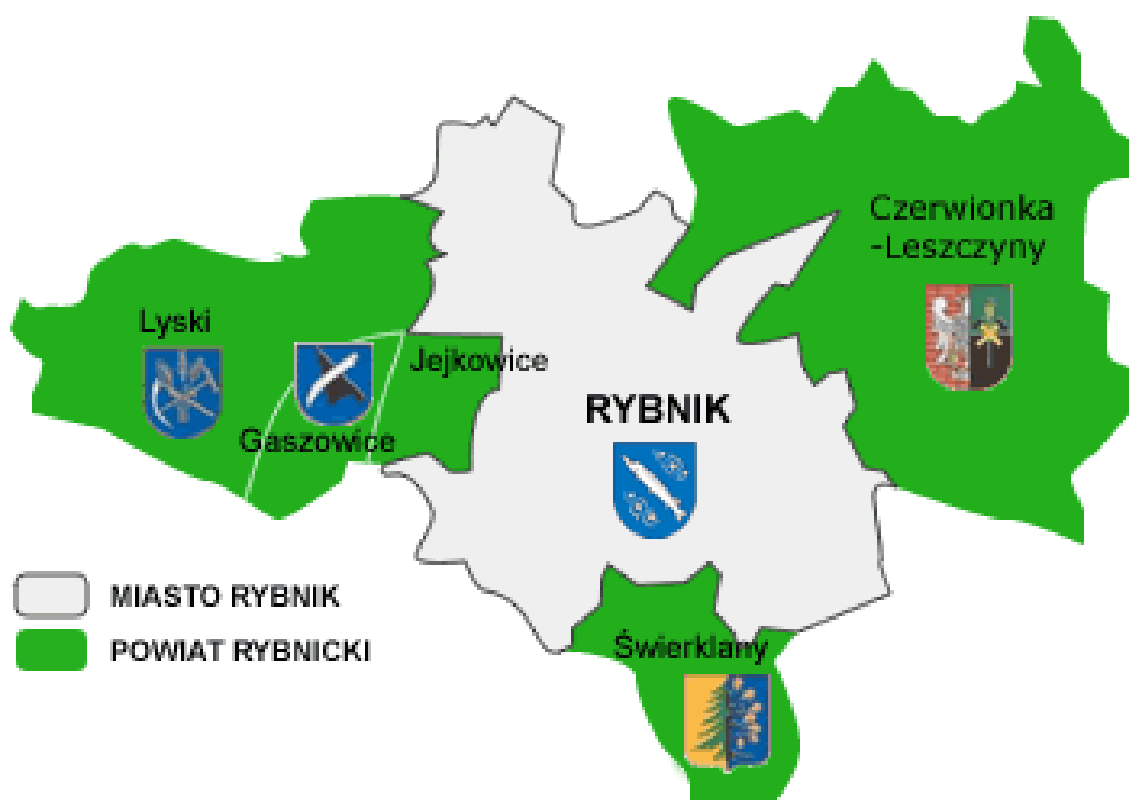 Czerwionka
-Leszczyny
Lyski
Jejkowice
RYBNIK
Gaszowice
MIASTO RYBNIK
POWIAT RYBNICKI
Świerklany